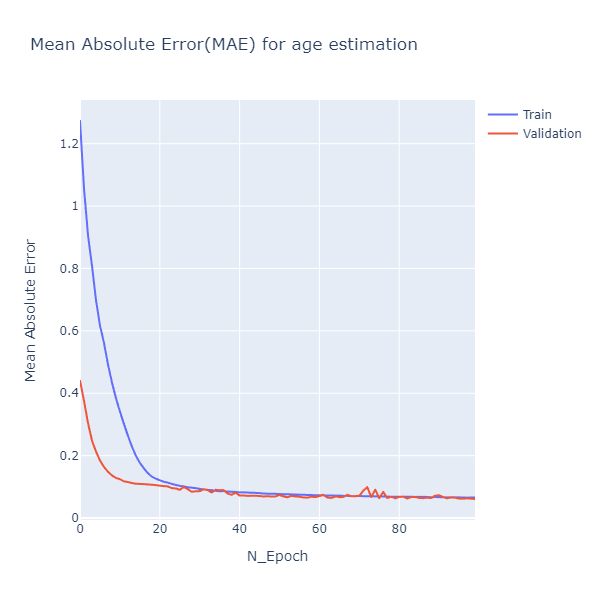 Mean Absolute Error(MAE) for age estimation
Train
Validation
Mean Absolute Error
1.2
1
0.8
0.6
0.4
0.2
0
0 20 40 60 80
N_Epoch